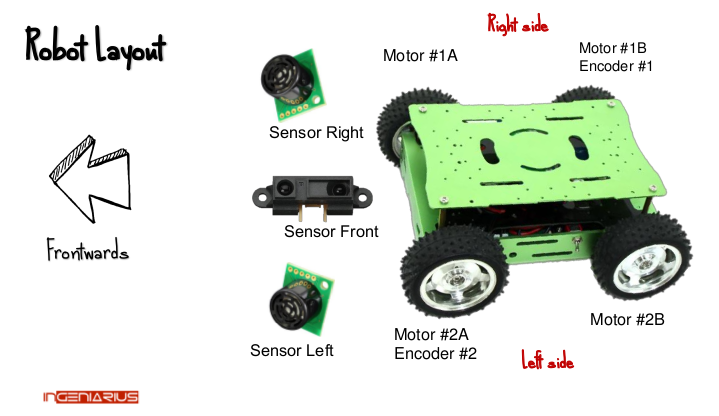 Robot Layout
Right side
Motor #1A
Motor #1B
Encoder #1
Sensor Right
Sensor Front
Frontwards
Sensor Left
Motor #2A
Encoder #2
Motor #2B
Left side
INGENIARIUS